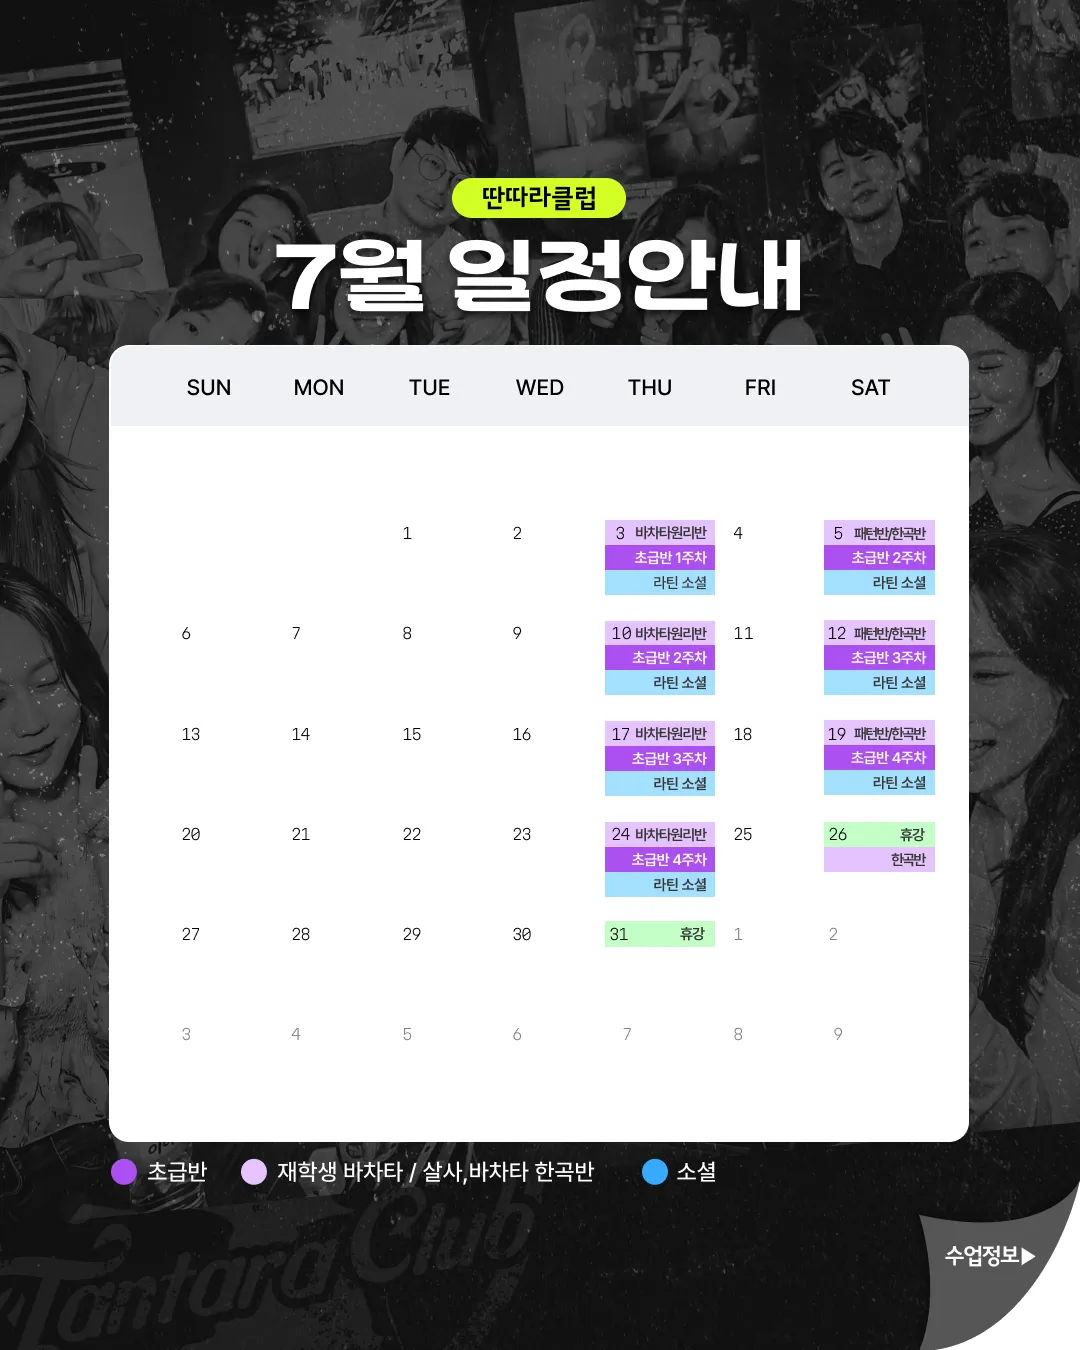 딴따라클럽
7월 일정안내
SUN MON TUE WED THU FRI SAT
1 2 3 바차타원리반 4 5 패턴반/한곡반
초급반 1주차 초급반 2주차
라틴 소셜 라틴 소셜
6 7 8 9 10 바차타원리반 11 12 패턴반/한곡반
초급반 2주차 초급반 3주차
라틴 소셜 라틴 소셜
13 14 15 16 17 바차타원리반 18 19 패턴반/한곡반
초급반 3주차 초급반 4주차
라틴 소셜 라틴 소셜
20 21 22 23 24 바차타원리반 25 26 휴강
초급반 4주차 한곡반
라틴 소셜
27 28 29 30 31 휴강 1 2
3 4 5 6 7 8 9
초급반 재학생 바차타 / 살사,바차타 한곡반 소셜
Tantara Club
수업정보▶